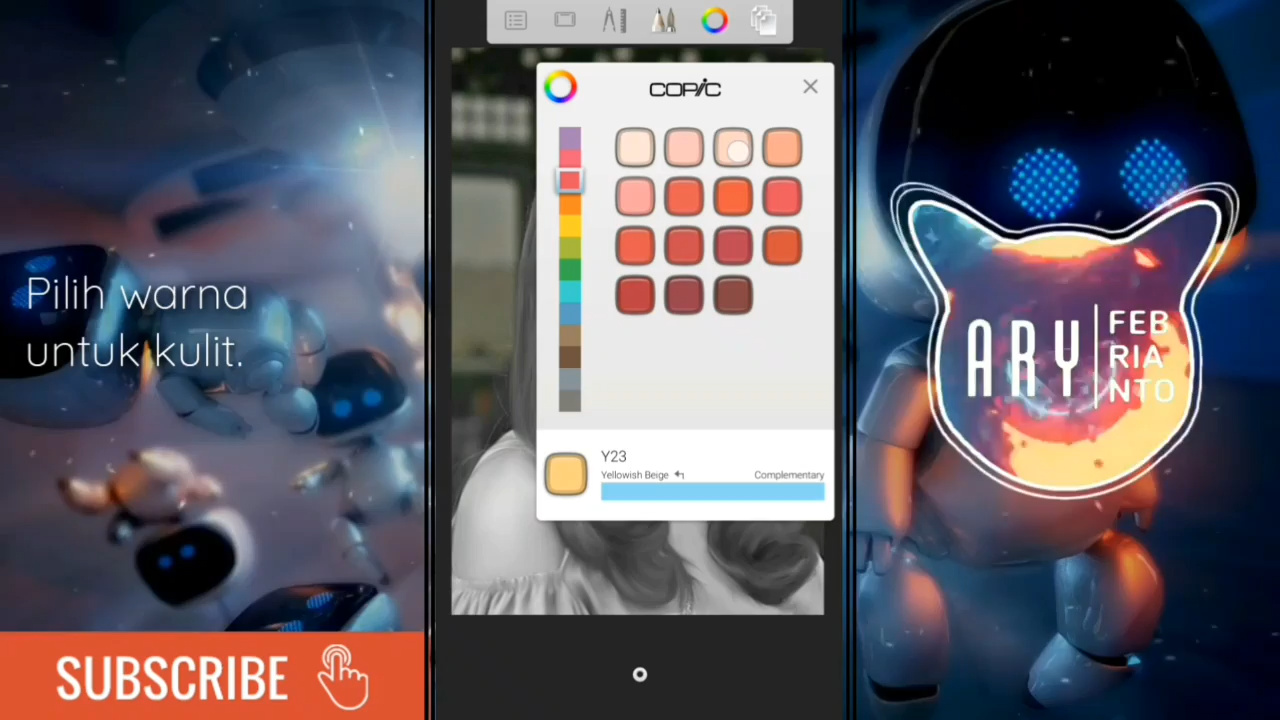 COPIC
Pilih warna
untuk kulit.
Y23
Yellowish Beige
Complementary
SUBSCRIBE
ARY
FEB
RIA
NTO